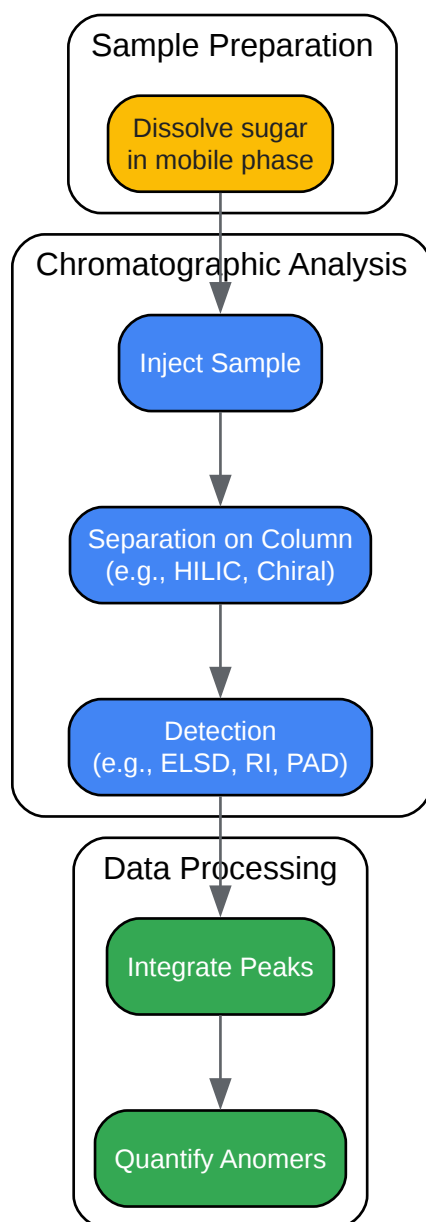 Sample Preparation
Dissolve sugar
in mobile phase
Chromatographic Analysis
Inject Sample
Separation on Column
(e.g., HILIC, Chiral)
Detection
(e.g., ELSD, RI, PAD)
Data Processing
Integrate Peaks
Quantify Anomers